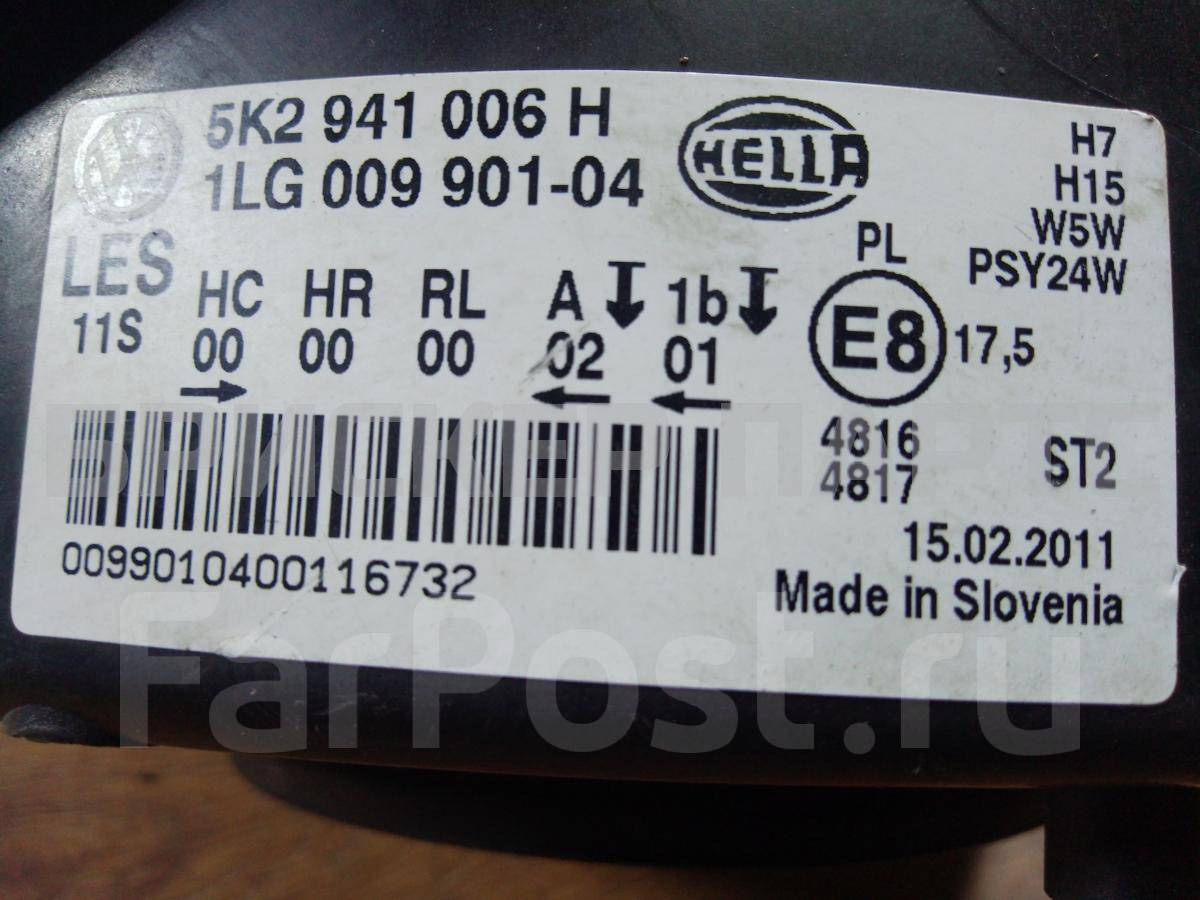 5K2 941 006 H
1LG 009 901-04
HELLA
H7
H15
W5W
PSY24W
LES
11S
HC HR RL A 1b
00 00 00 02 01
PL
E8 17,5
4816
4817
ST2
15.02.2011
Made in Slovenia
0099010400116732
FarPost.ru